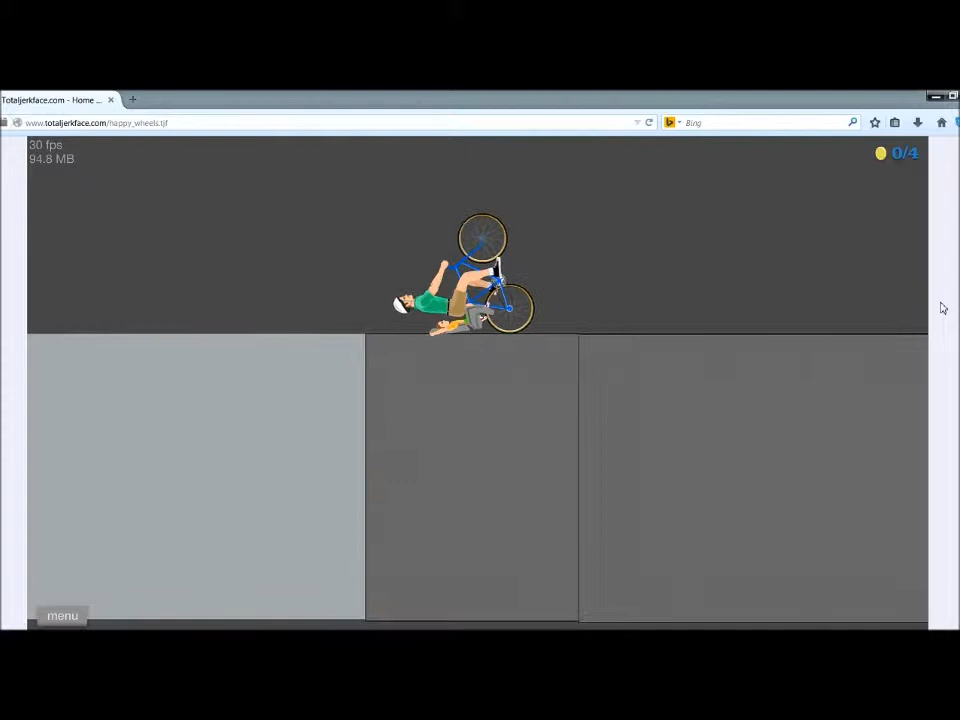 Totaljerkface.com - Home ...
www.totaljerkface.com/happy_wheels.tjf
Bing
30 fps
94.8 MB
0/4
menu